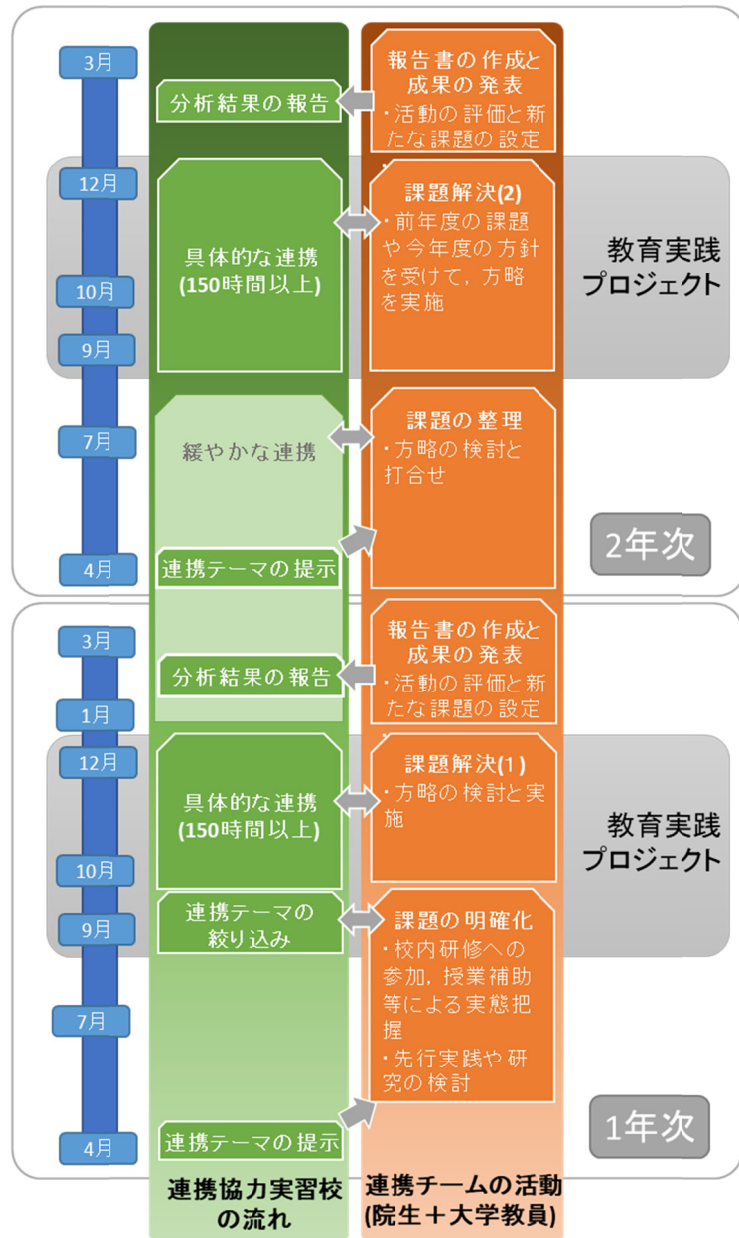 3月
分析結果の報告
報告書の作成と
成果の発表
・活動の評価と新
たな課題の設定
12月
10月
9月
具体的な連携
(150時間以上)
課題解決(2)
・前年度の課題
や今年度の方針
を受けて，方略
を実施
教育実践
プロジェクト
7月
4月
緩やかな連携
連携テーマの提示
課題の整理
・方略の検討と
打合せ
2年次
3月
1月
分析結果の報告
報告書の作成と
成果の発表
・活動の評価と新
たな課題の設定
12月
10月
具体的な連携
(150時間以上)
課題解決(1)
・方略の検討と実
施
教育実践
プロジェクト
9月
7月
4月
連携テーマの
絞り込み
課題の明確化
・校内研修への
参加，授業補助
等による実態把
握
・先行実践や研
究の検討
連携テーマの提示
1年次
連携協力実習校
の流れ
連携チームの活動
(院生＋大学教員)